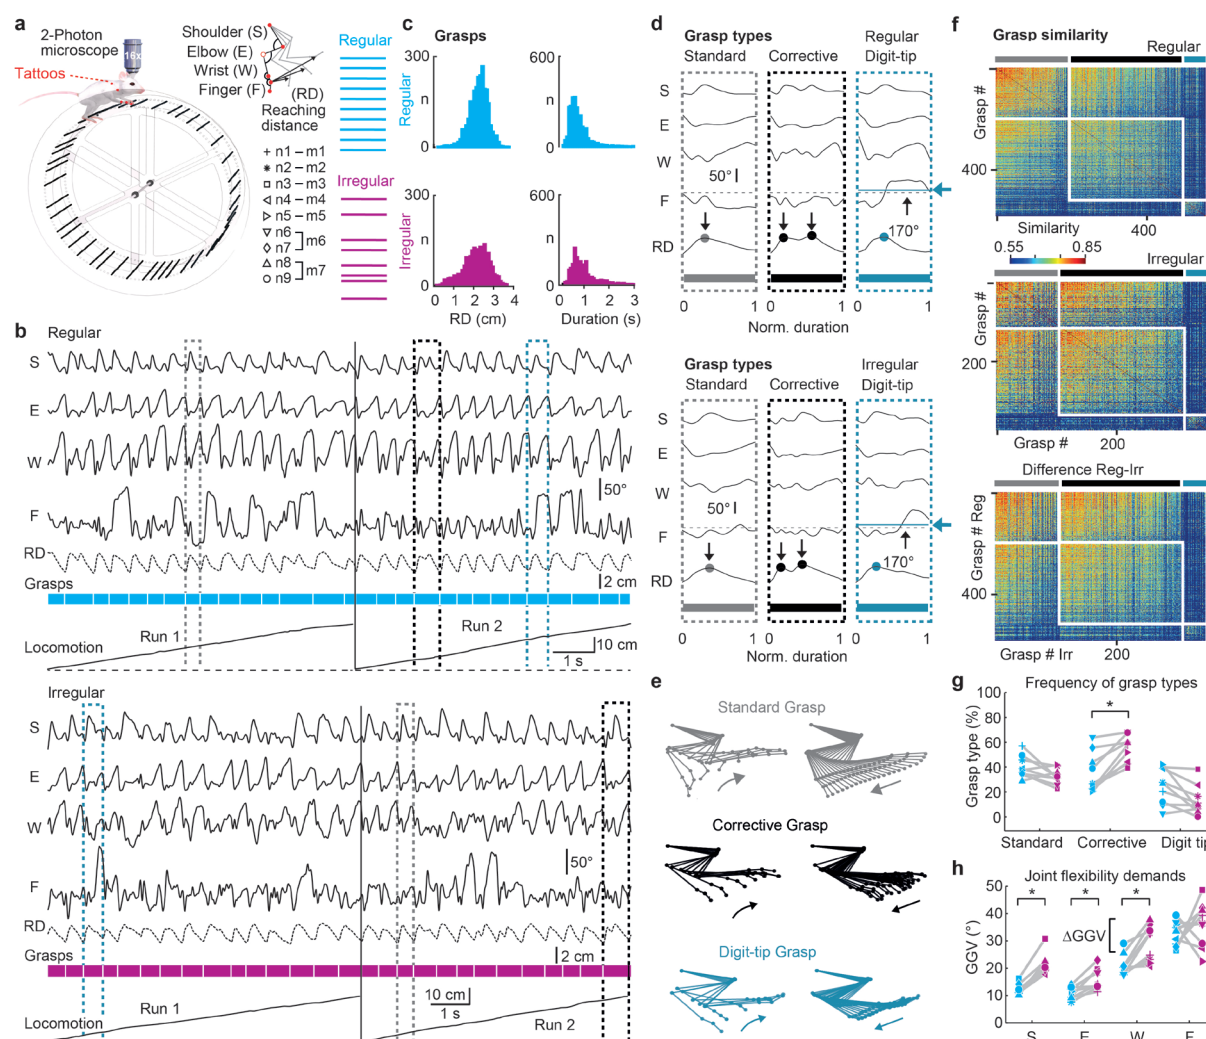 a
2-Photon
microscope
16x
Tattoos
Shoulder (S)
Elbow (E)
Wrist (W)
Finger (F)
(RD)
Reaching
distance
+ n1 – m1
✳ n2 – m2
□ n3 – m3
◁ n4 – m4
▷ n5 – m5
▽ n6
◇ n7
m6
△ n8
○ n9
m7
Regular
Irregular
c
Grasps
Regular
300
n
0
600
n
0
Irregular
300
n
0
600
n
0
0 1 2 3 4
RD (cm)
0 1 2 3
Duration (s)
b
Regular
S
E
W
50°
F
RD
2 cm
Grasps
Run 1
Run 2
Locomotion
10 cm
1 s
Irregular
S
E
W
50°
F
RD
2 cm
Grasps
Run 1
10 cm
1 s
Run 2
Locomotion
d
Grasp types
Standard
Corrective
Regular
Digit-tip
S
E
W
50°
F
170°
RD
0 1 0 1 0 1
Norm. duration
Grasp types
Standard
Corrective
Irregular
Digit-tip
S
E
W
50°
F
170°
RD
0 1 0 1 0 1
Norm. duration
e
Standard Grasp
Corrective Grasp
Digit-tip Grasp
f
Grasp similarity
Regular
Grasp #
400
Similarity
400
0.55
0.85
Irregular
Grasp #
200
Grasp #
200
Difference Reg-Irr
Grasp # Reg
400
Grasp # Irr
200
g
Frequency of grasp types
Grasp type (%)
100
80
60
40
20
0
*
Standard
Corrective
Digit tip
h
Joint flexibility demands
GGV (°)
50
40
30
20
10
0
* * *
ΔGGV
S
E
W
F